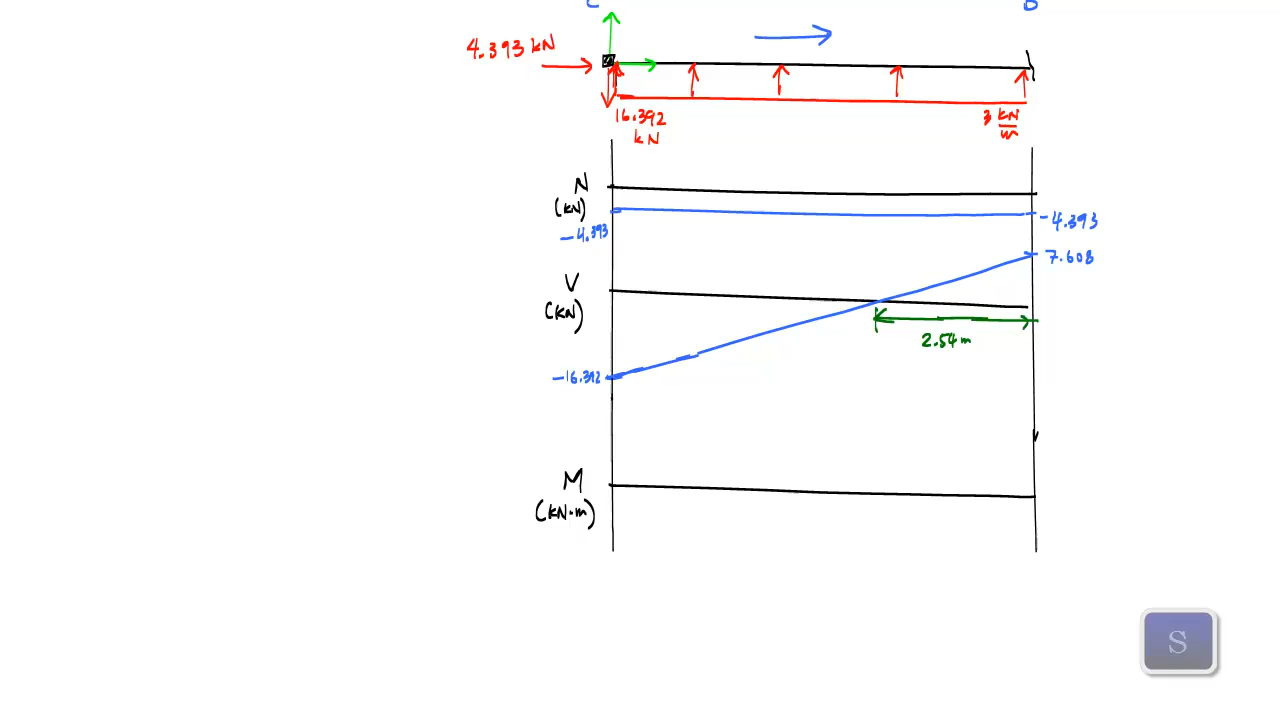 4.393 kN
16.392
kN
3 kN/m
N
(kN)
-4.393
-4.393
7.608
V
(kN)
2.54 m
-16.392
M
(kN·m)
S